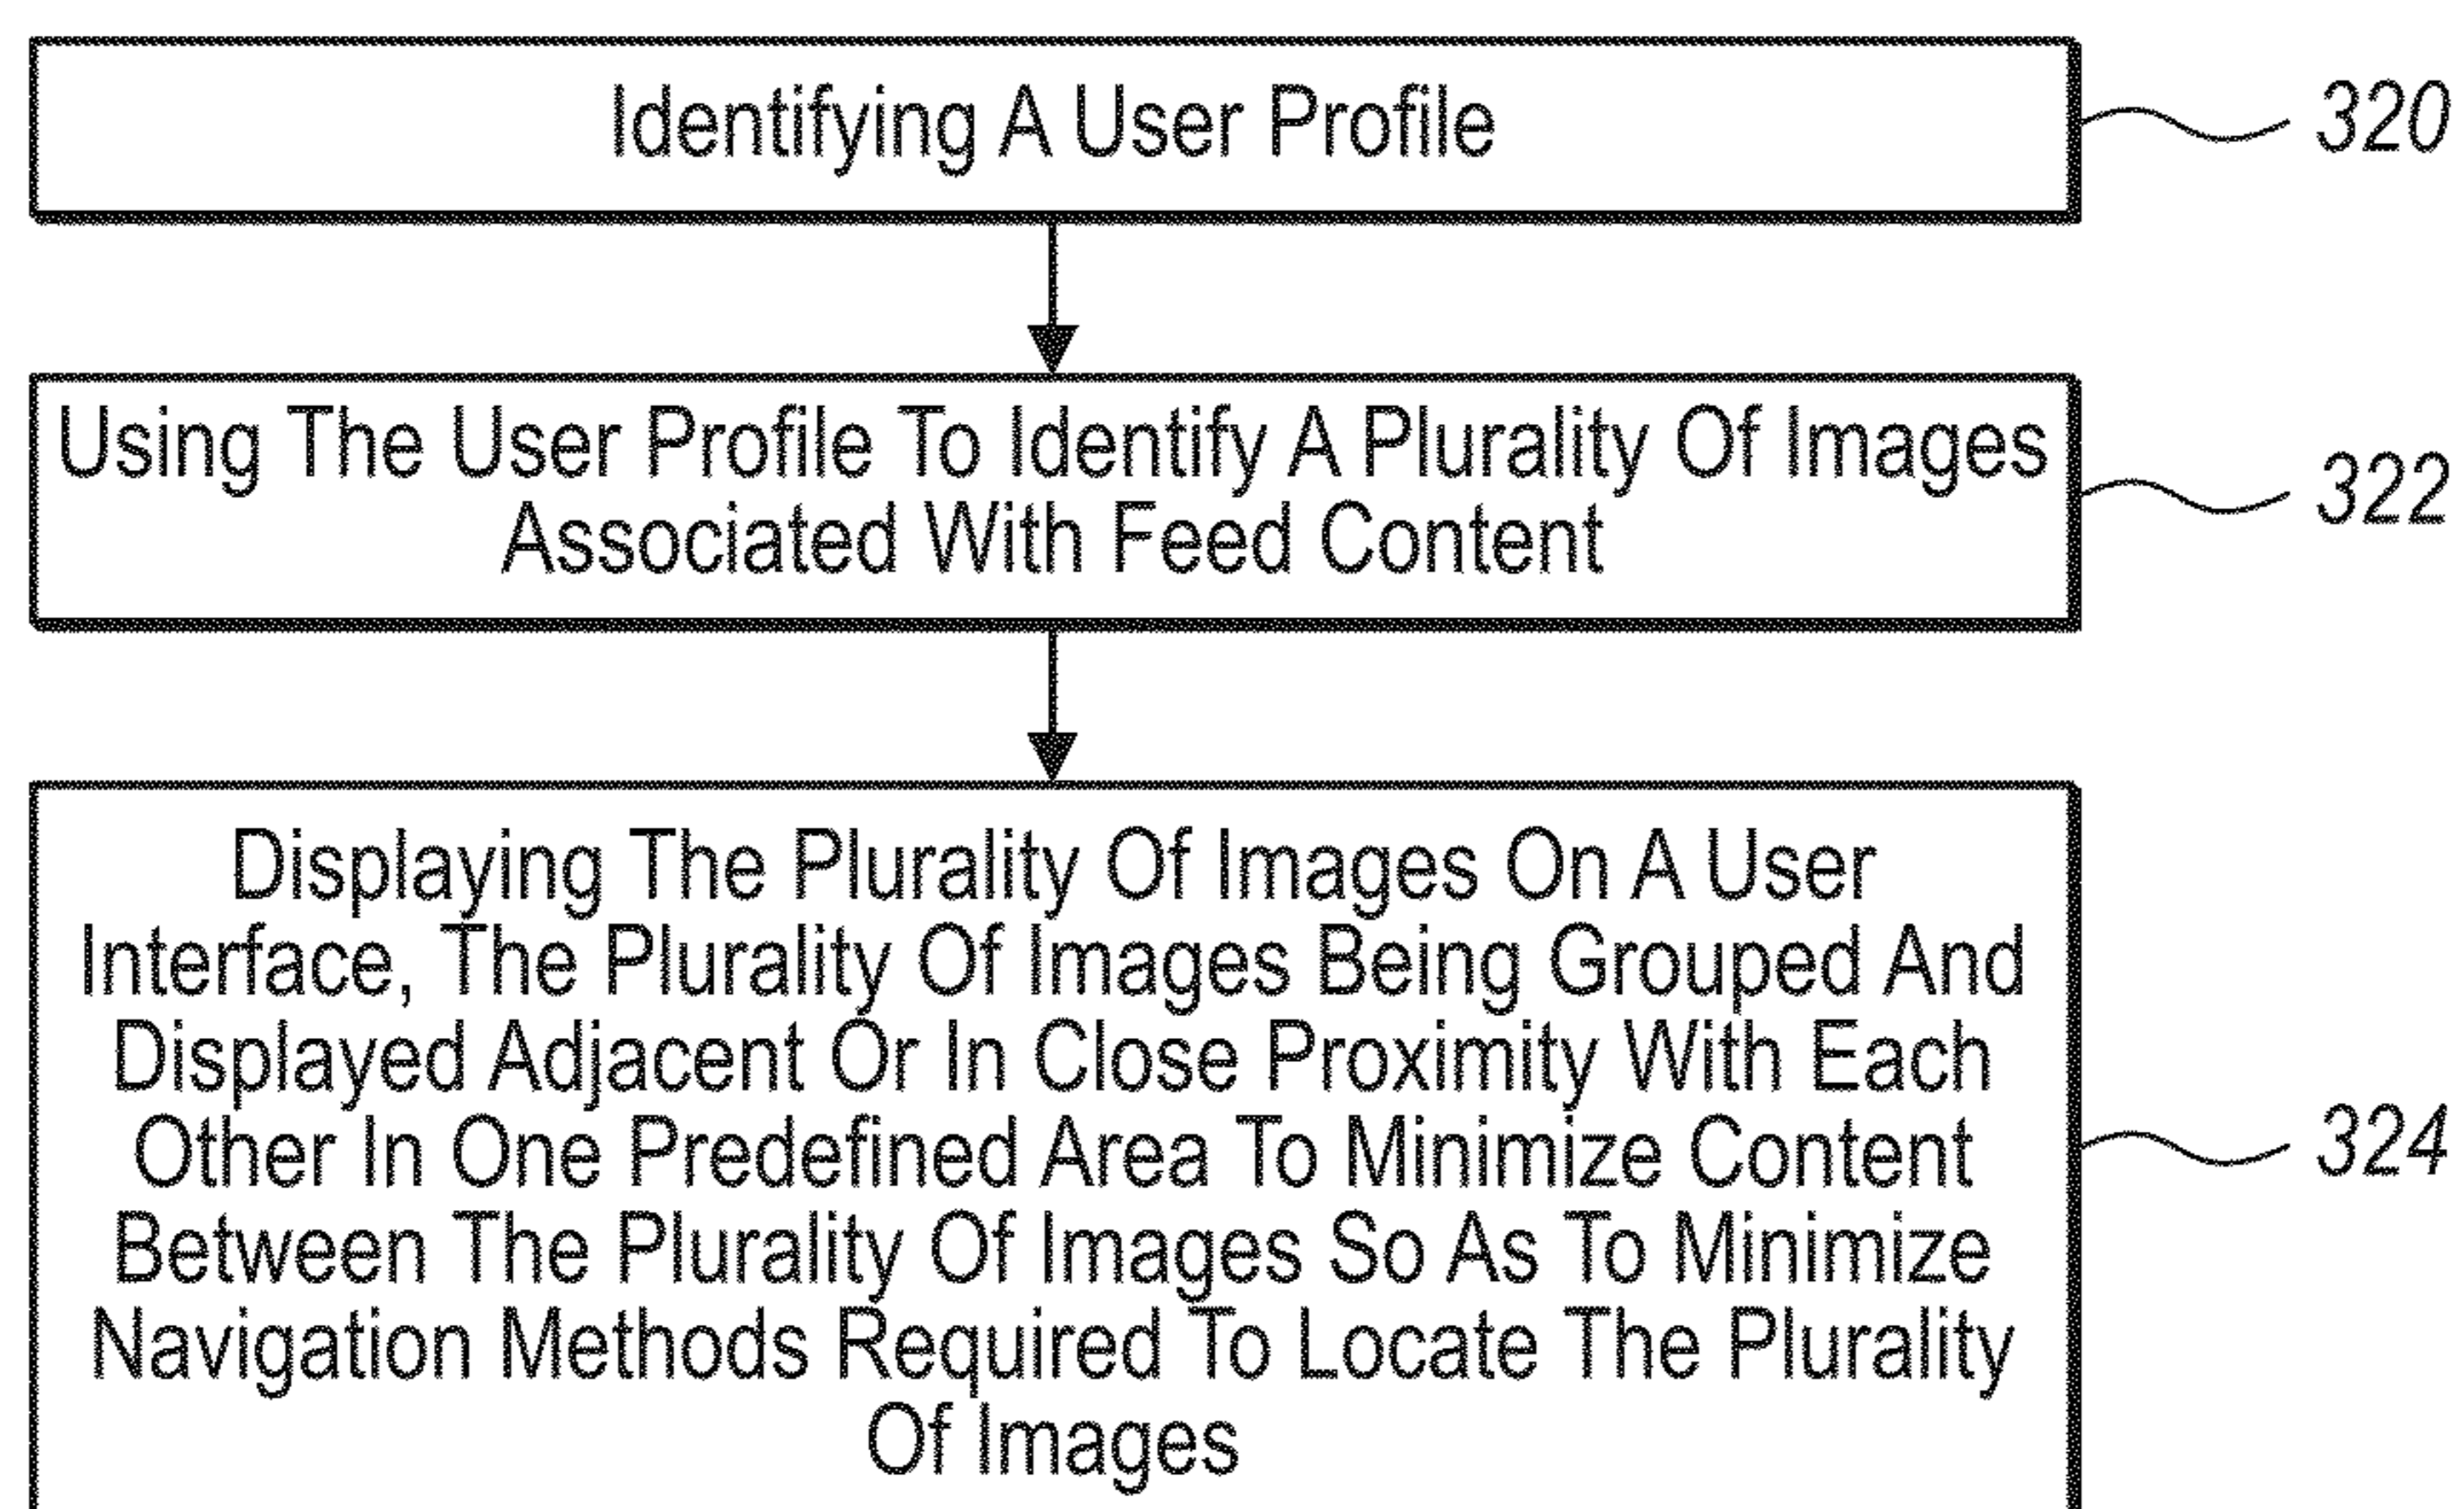 Identifying A User Profile
320
Using The User Profile To Identify A Plurality Of Images
Associated With Feed Content
322
Displaying The Plurality Of Images On A User
Interface, The Plurality Of Images Being Grouped And
Displayed Adjacent Or In Close Proximity With Each
Other In One Predefined Area To Minimize Content
Between The Plurality Of Images So As To Minimize
Navigation Methods Required To Locate The Plurality
Of Images
324